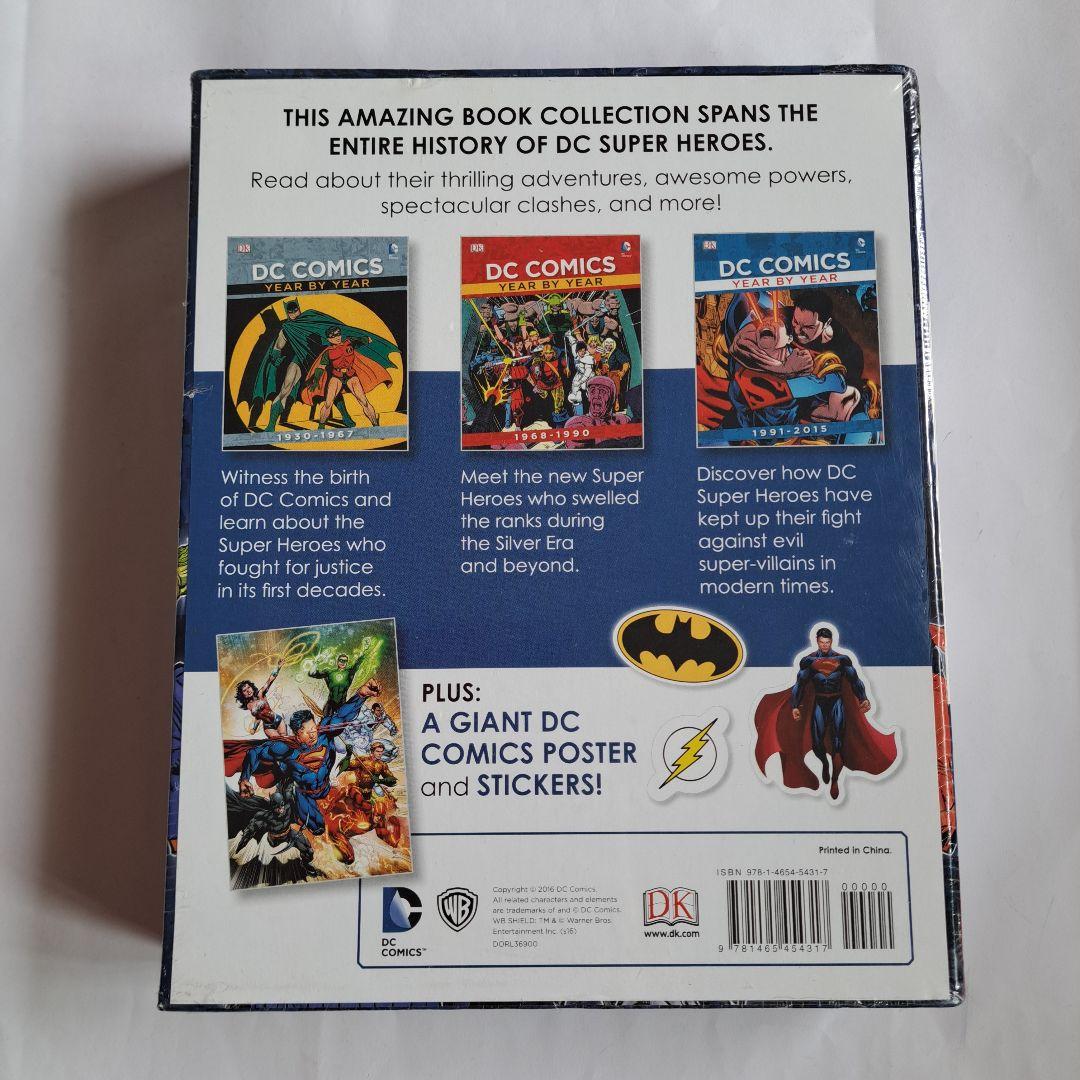 THIS AMAZING BOOK COLLECTION SPANS THE
ENTIRE HISTORY OF DC SUPER HEROES.
Read about their thrilling adventures, awesome powers,
spectacular clashes, and more!
DK
DC COMICS
YEAR BY YEAR
1930-1967
DK
DC COMICS
YEAR BY YEAR
1968-1990
DK
DC COMICS
YEAR BY YEAR
1991-2015
Witness the birth
of DC Comics and
learn about the
Super Heroes who
fought for justice
in its first decades.
Meet the new Super
Heroes who swelled
the ranks during
the Silver Era
and beyond.
Discover how DC
Super Heroes have
kept up their fight
against evil
super-villains in
modern times.
PLUS:
A GIANT DC
COMICS POSTER
and STICKERS!
Printed in China.
DC
COMICS™
WB
Copyright © 2016 DC Comics.
All related characters and elements
are trademarks of and © DC Comics.
WB SHIELD: TM & © Warner Bros.
Entertainment Inc. (s16)
DORL36900
DK
www.dk.com
ISBN 978-1-4654-5431-7
00000
9 781465 454317